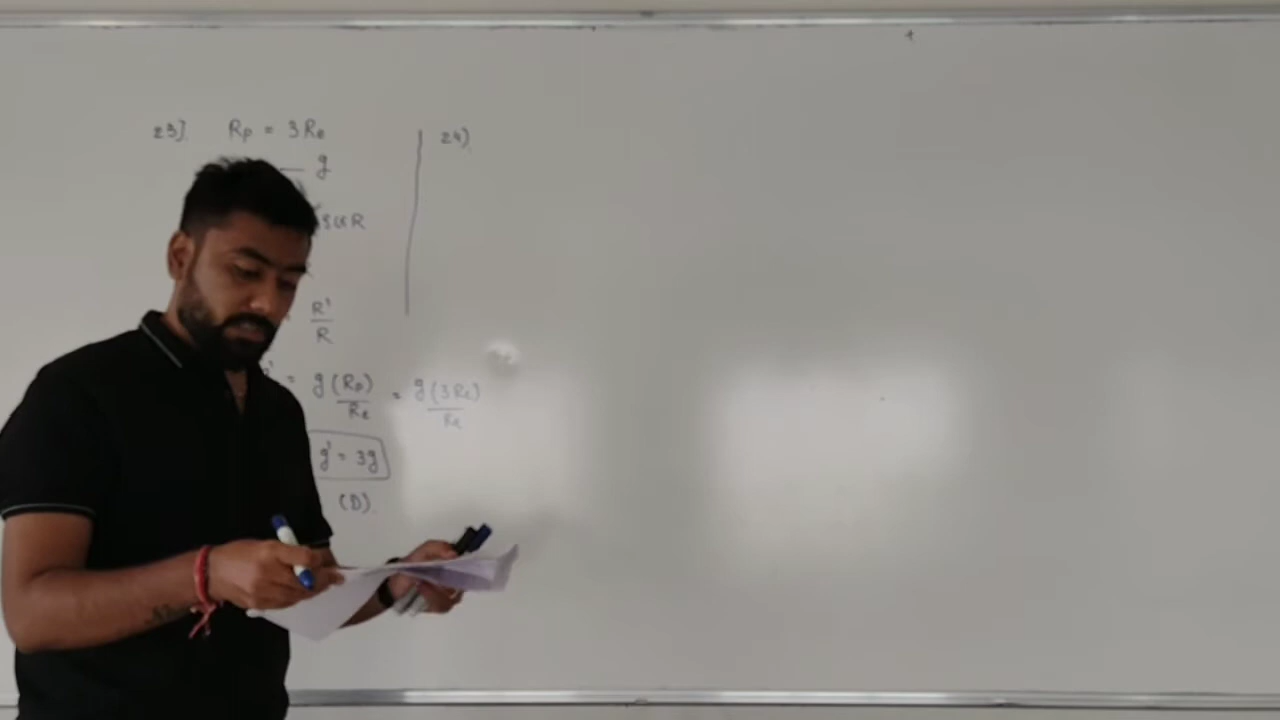 23] Rp = 3Re
g
g ∝ R
R'
R
= g(Rp) = g(3Re)
Re Re
g' = 3g
(D)
24)